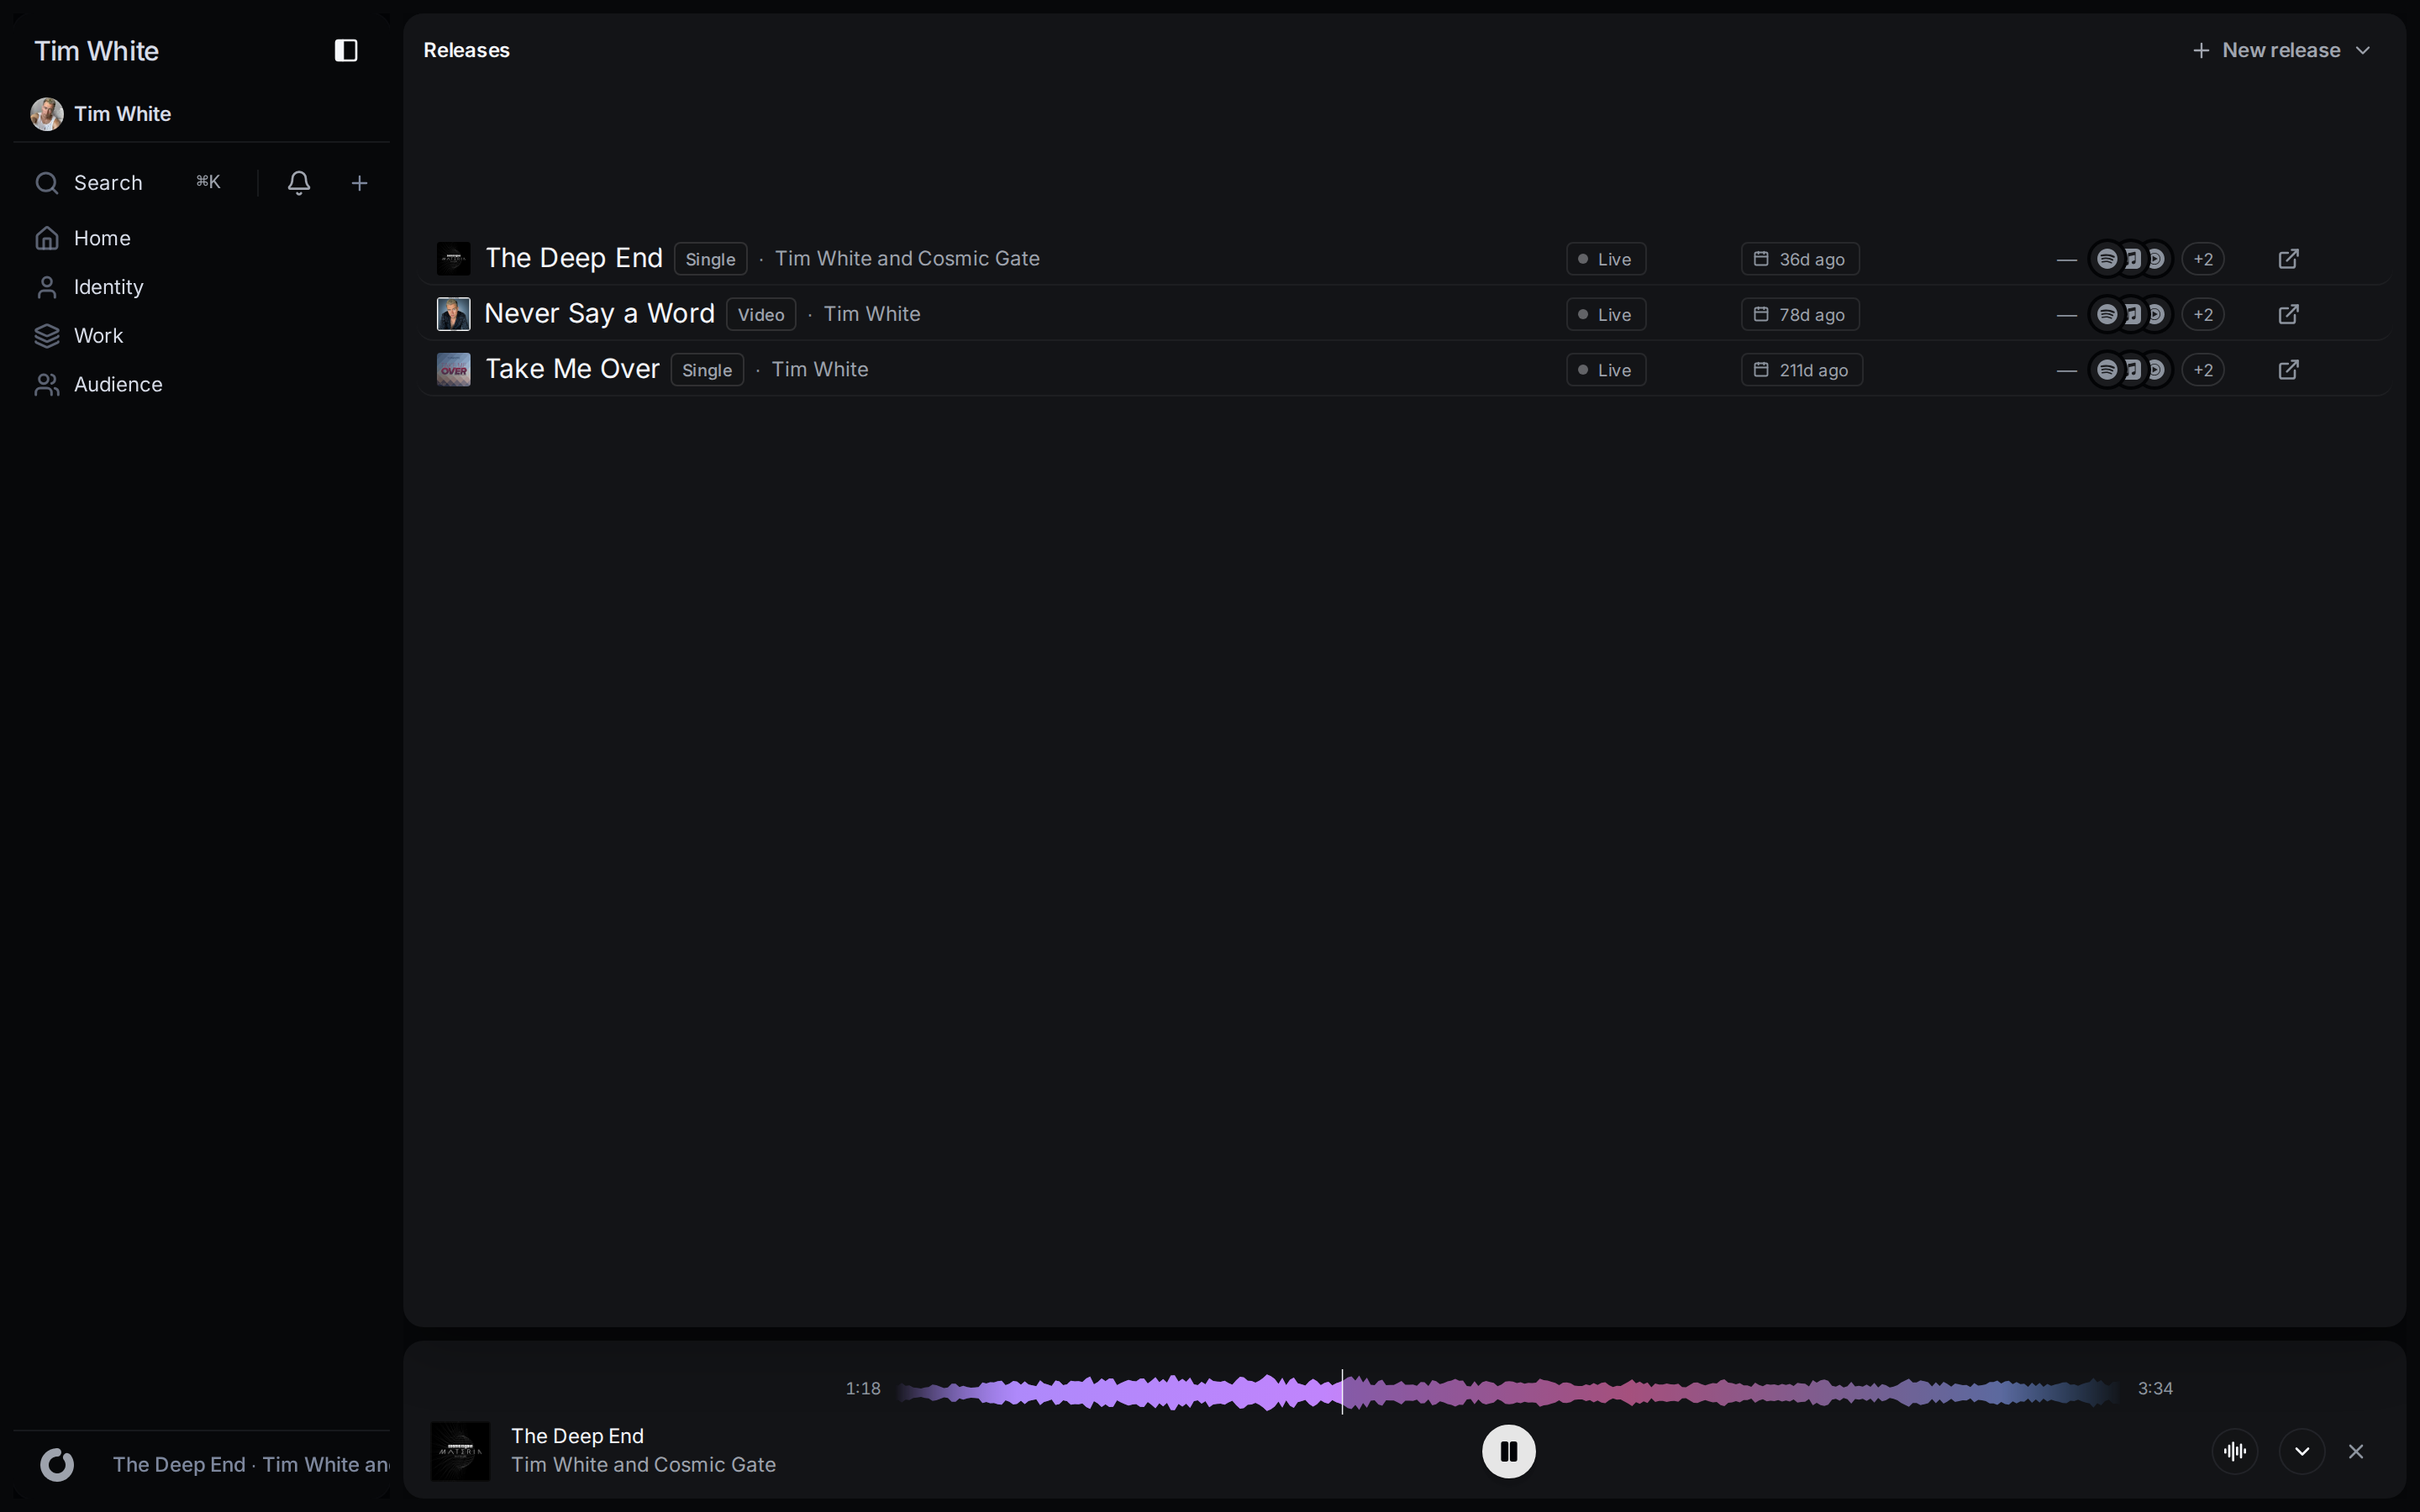 Tim White
Tim White
Search ⌘K
Home
Identity
Work
Audience
The Deep End · Tim White an
Releases
New release
The Deep End Single · Tim White and Cosmic Gate Live 36d ago — +2
Never Say a Word Video · Tim White Live 78d ago — +2
OVER
Take Me Over Single · Tim White Live 211d ago — +2
1:18 3:34
MATERIA
The Deep End
Tim White and Cosmic Gate